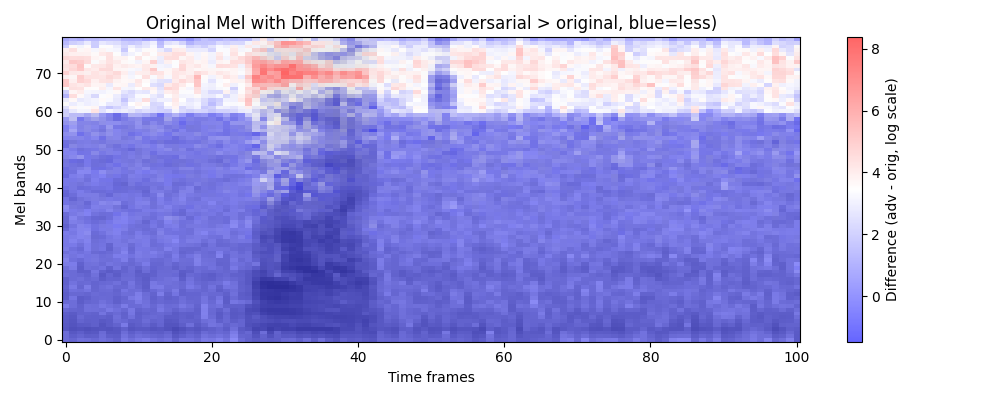 Original Mel with Differences (red=adversarial > original, blue=less)
Mel bands
70
60
50
40
30
20
10
0
0 20 40 60 80 100
Time frames
8
6
4
2
0
Difference (adv - orig, log scale)